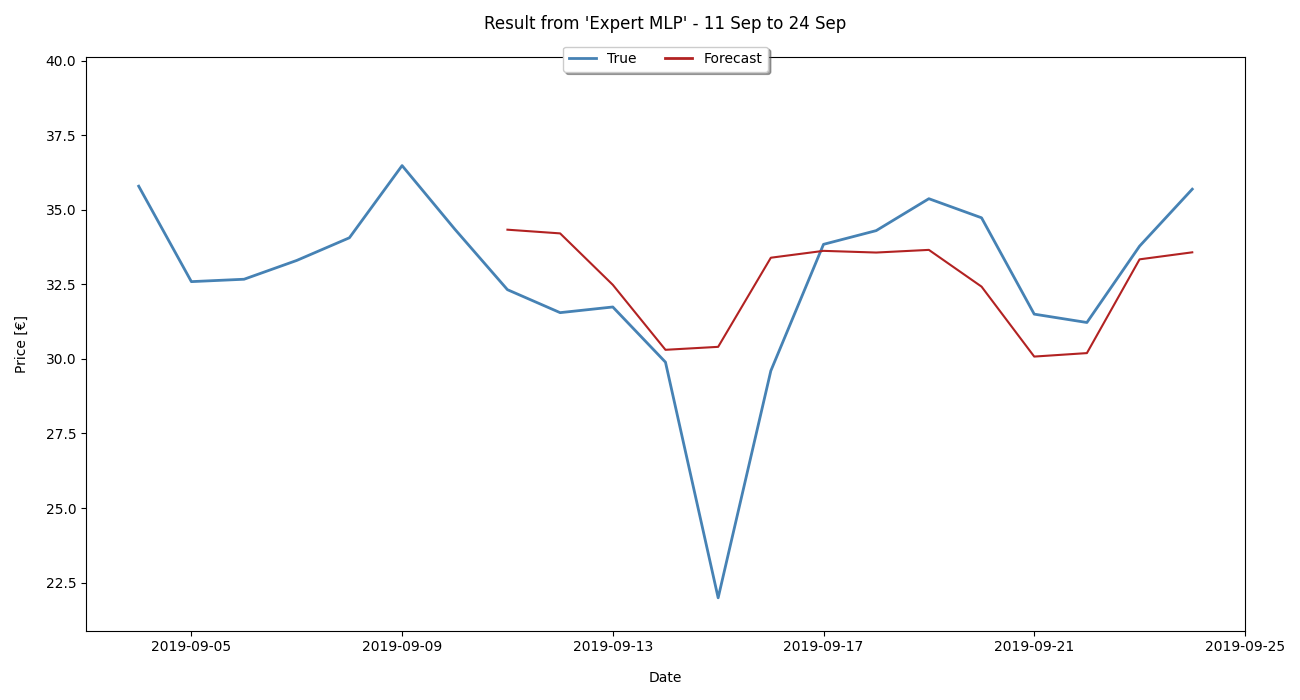 Result from 'Expert MLP' - 11 Sep to 24 Sep
True Forecast
40.0
37.5
35.0
32.5
30.0
27.5
25.0
22.5
Price [€]
2019-09-05 2019-09-09 2019-09-13 2019-09-17 2019-09-21 2019-09-25
Date